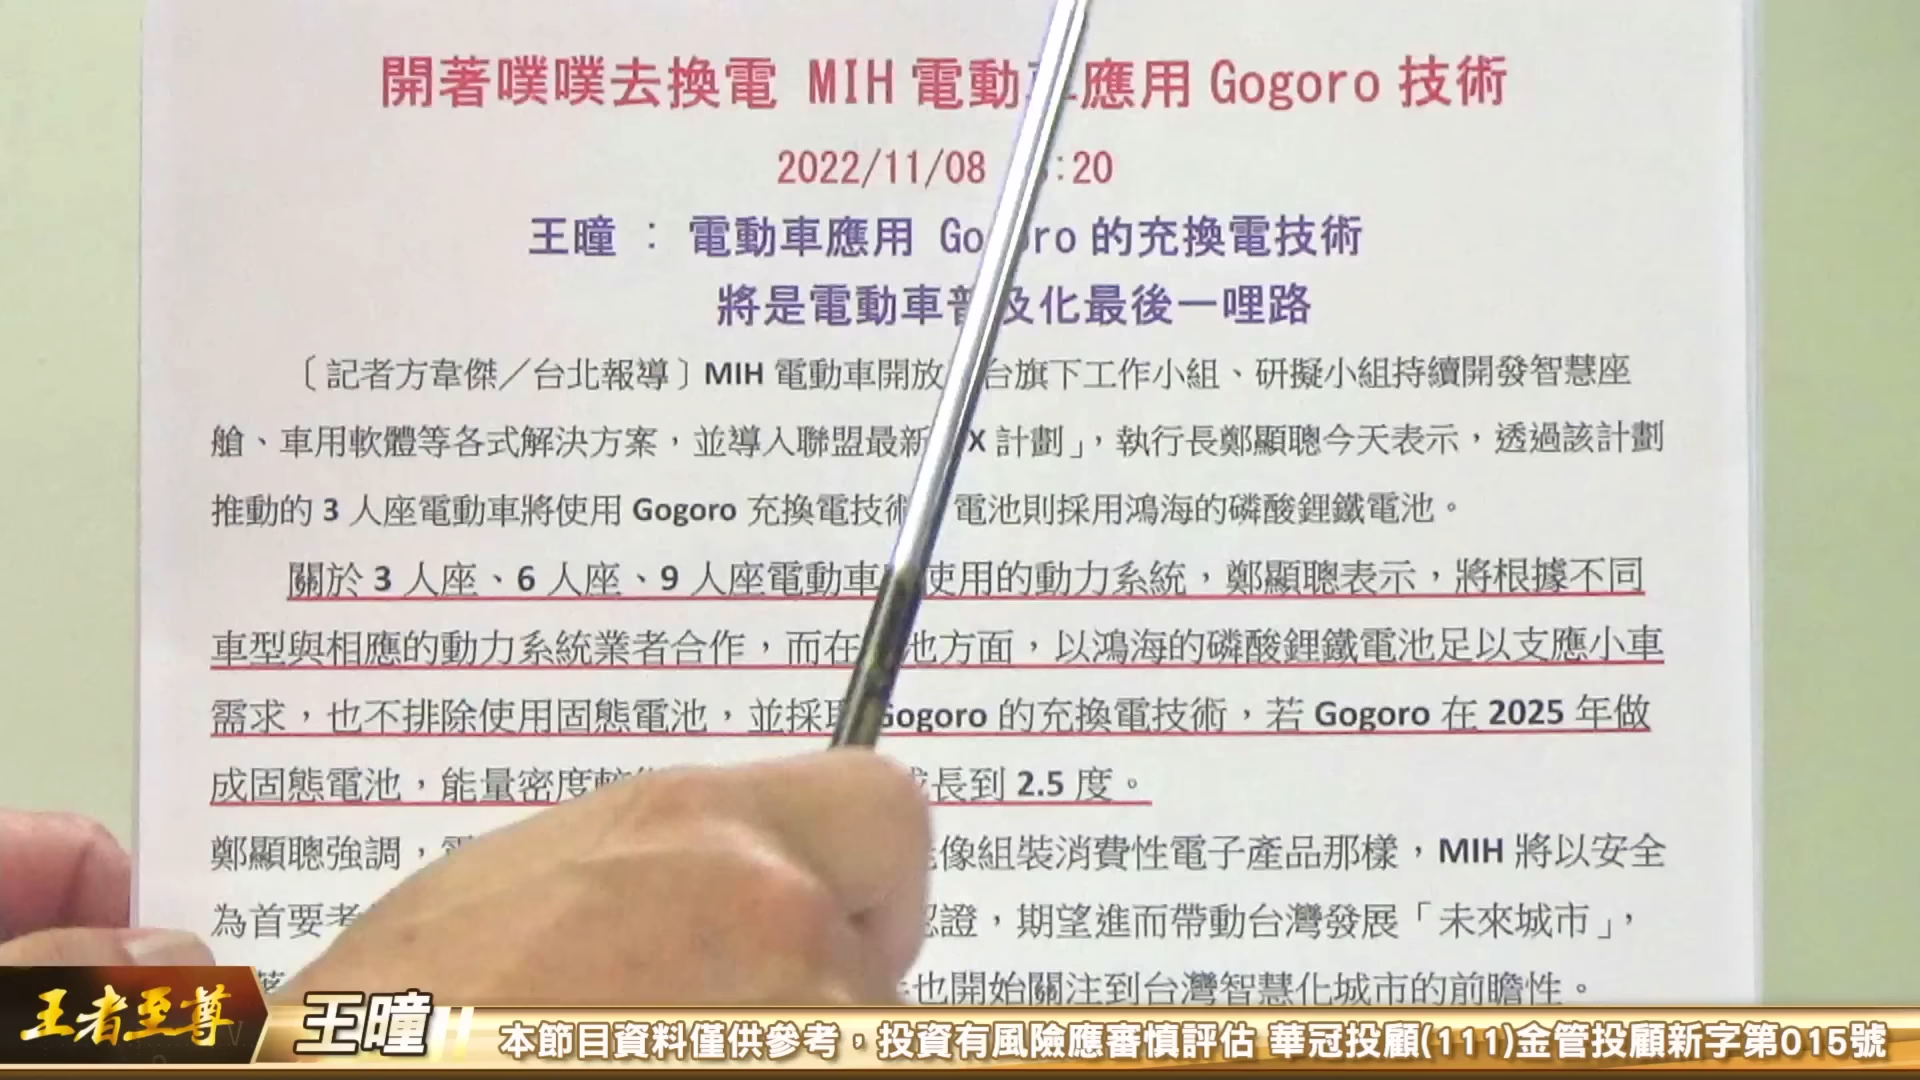 開著噗噗去換電 MIH 電動車應用 Gogoro 技術
2022/11/08 :20
王曈 : 電動車應用 Gogoro 的充換電技術
將是電動車普及化最後一哩路
〔記者方韋傑/台北報導〕MIH 電動車開放 台旗下工作小組、研擬小組持續開發智慧座
艙、車用軟體等各式解決方案,並導入聯盟最新 X 計劃」,執行長鄭顯聰今天表示,透過該計劃
推動的 3 人座電動車將使用 Gogoro 充換電技術 電池則採用鴻海的磷酸鋰鐵電池。
關於 3 人座、6 人座、9 人座電動車 使用的動力系統,鄭顯聰表示,將根據不同
車型與相應的動力系統業者合作,而在 池方面,以鴻海的磷酸鋰鐵電池足以支應小車
需求,也不排除使用固態電池,並採取 Gogoro 的充換電技術,若 Gogoro 在 2025 年做
成固態電池,能量密度 長到 2.5 度。
鄭顯聰強調, 像組裝消費性電子產品那樣,MIH 將以安全
為首要考 認證,期望進而帶動台灣發展「未來城市」,
也開始關注到台灣智慧化城市的前瞻性。
王者至尊 王曈 本節目資料僅供參考,投資有風險應審慎評估 華冠投顧(111)金管投顧新字第015號